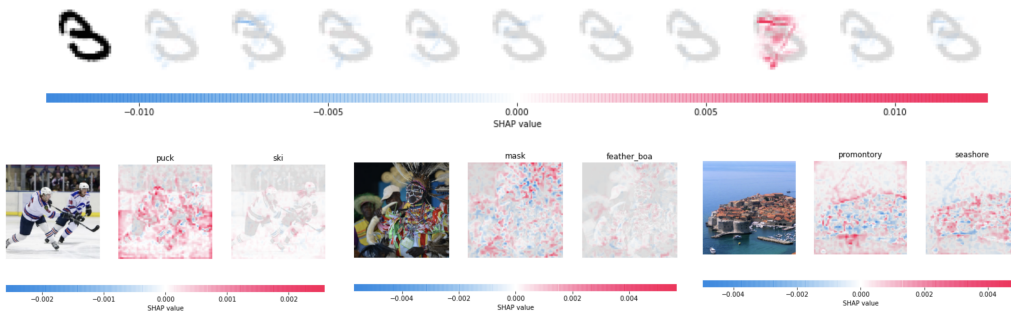 −0.010 −0.005 0.000 0.005 0.010
SHAP value
puck ski
mask feather_boa
promontory seashore
−0.002 −0.001 0.000 0.001 0.002
SHAP value
−0.004 −0.002 0.000 0.002 0.004
SHAP value
−0.004 −0.002 0.000 0.002 0.004
SHAP value